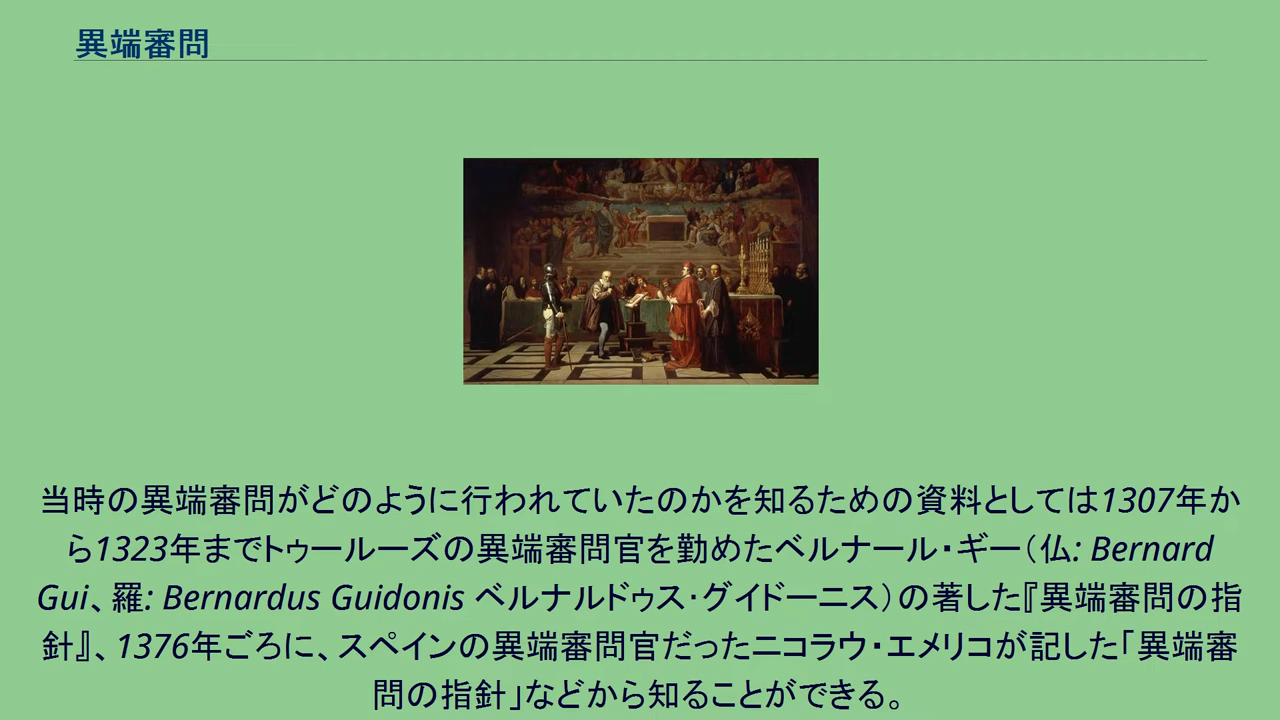 異端審問
当時の異端審問がどのように行われていたのかを知るための資料としては1307年か
ら1323年までトゥールーズの異端審問官を勤めたベルナール・ギー（仏: Bernard
Gui、羅: Bernardus Guidonis ベルナルドゥス·グイドーニス）の著した『異端審問の指
針』、1376年ごろに、スペインの異端審問官だったニコラウ・エメリコが記した「異端審
問の指針」などから知ることができる。